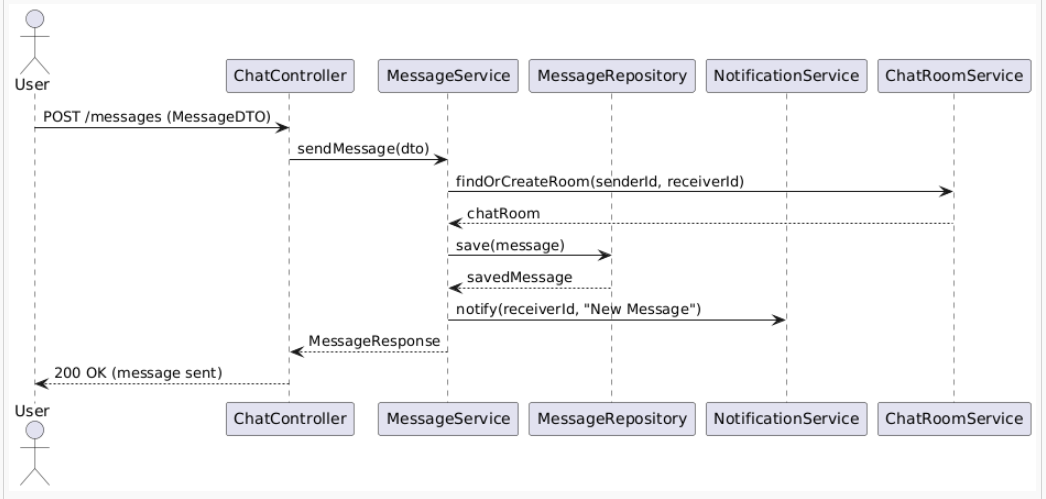 User
ChatController
MessageService
MessageRepository
NotificationService
ChatRoomService
POST /messages (MessageDTO)
sendMessage(dto)
findOrCreateRoom(senderId, receiverId)
chatRoom
save(message)
savedMessage
notify(receiverId, "New Message")
MessageResponse
200 OK (message sent)
User
ChatController
MessageService
MessageRepository
NotificationService
ChatRoomService